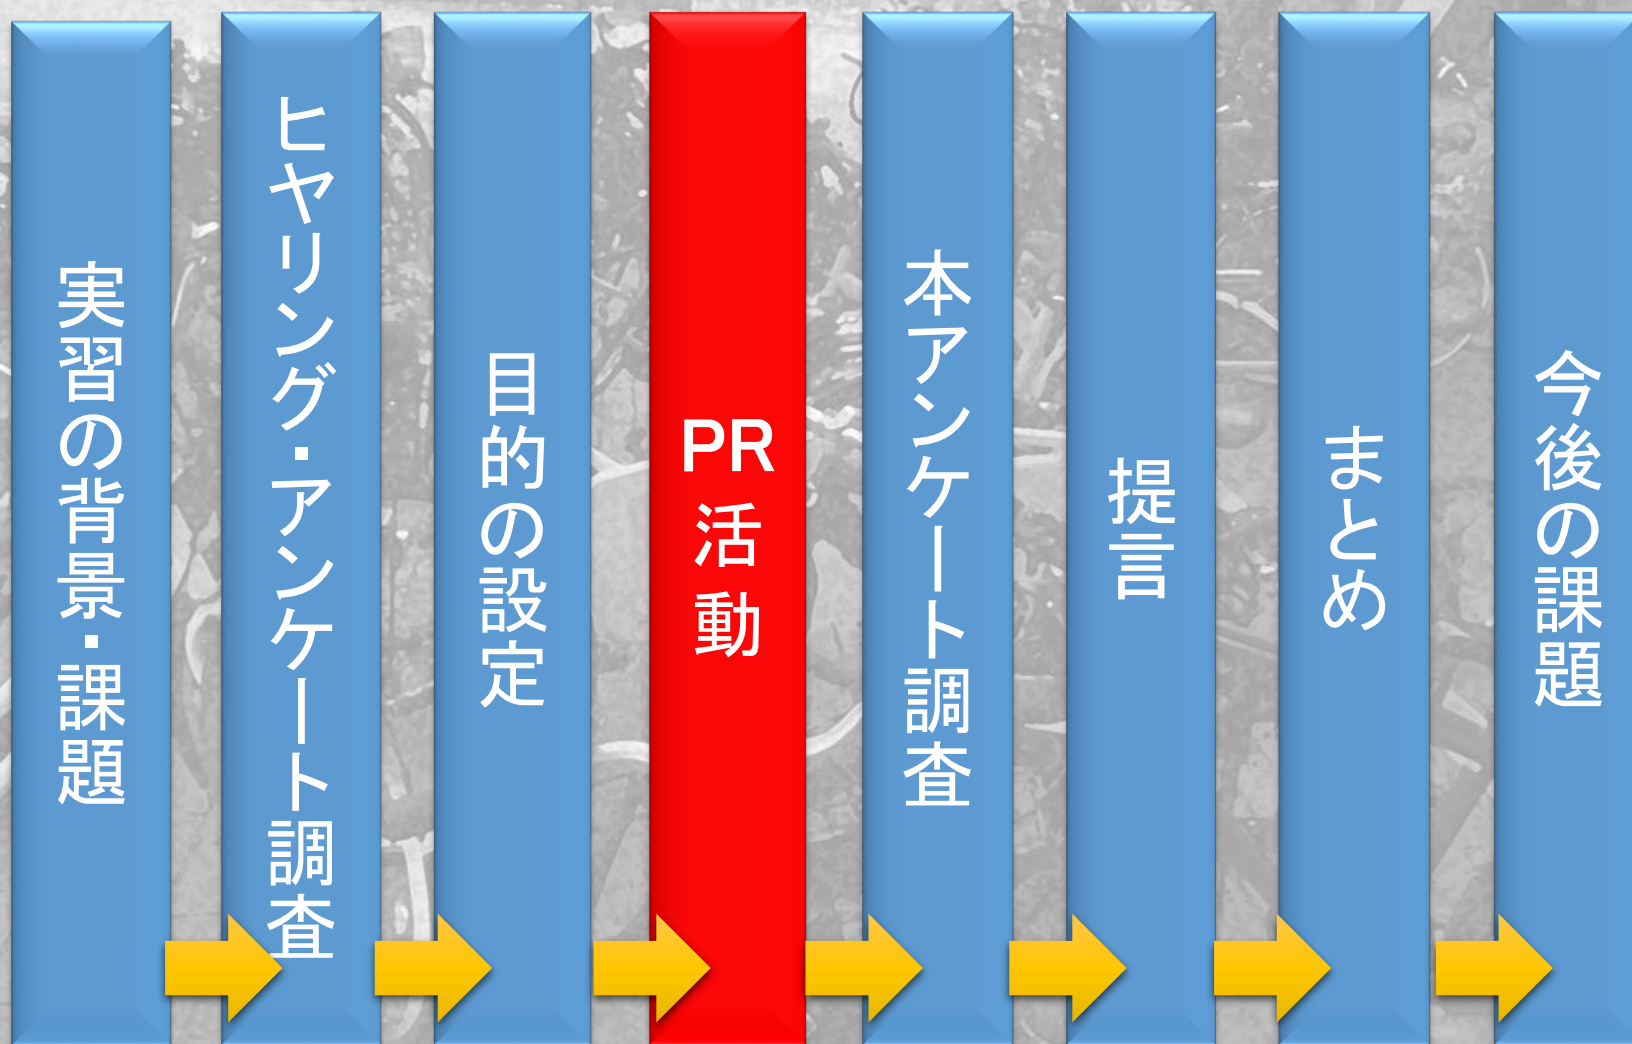 実習の背景・課題
ヒヤリング・アンケート調査
目的の設定
PR活動
本アンケート調査
提言
まとめ
今後の課題